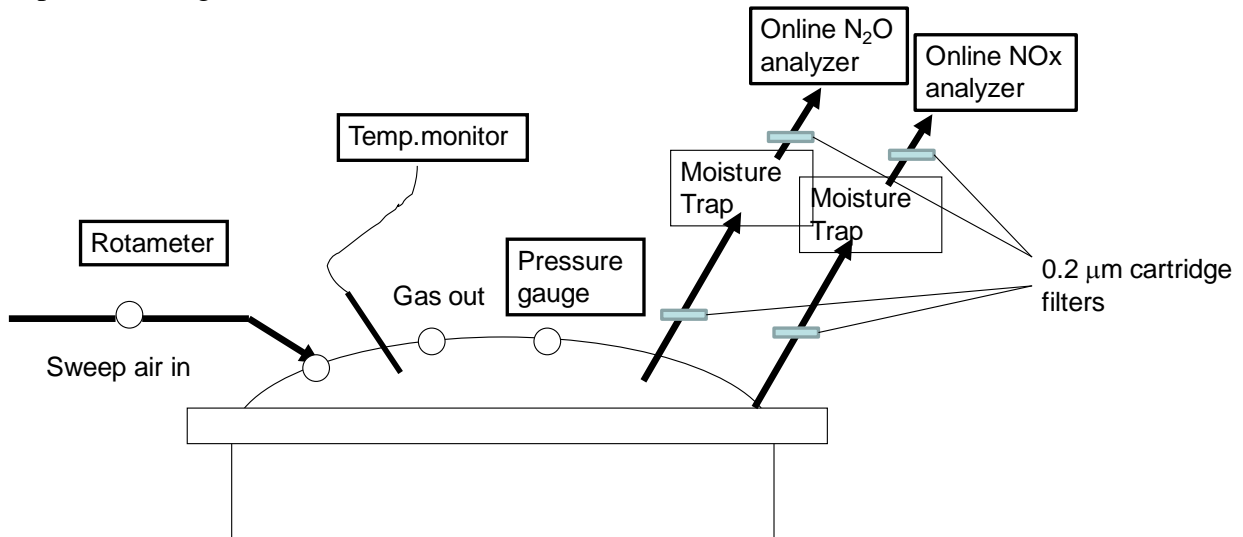 Online N₂O
analyzer
Online NOx
analyzer
Temp.monitor
Moisture
Trap
Moisture
Trap
Rotameter
Pressure
gauge
Gas out
0.2 μm cartridge
filters
Sweep air in